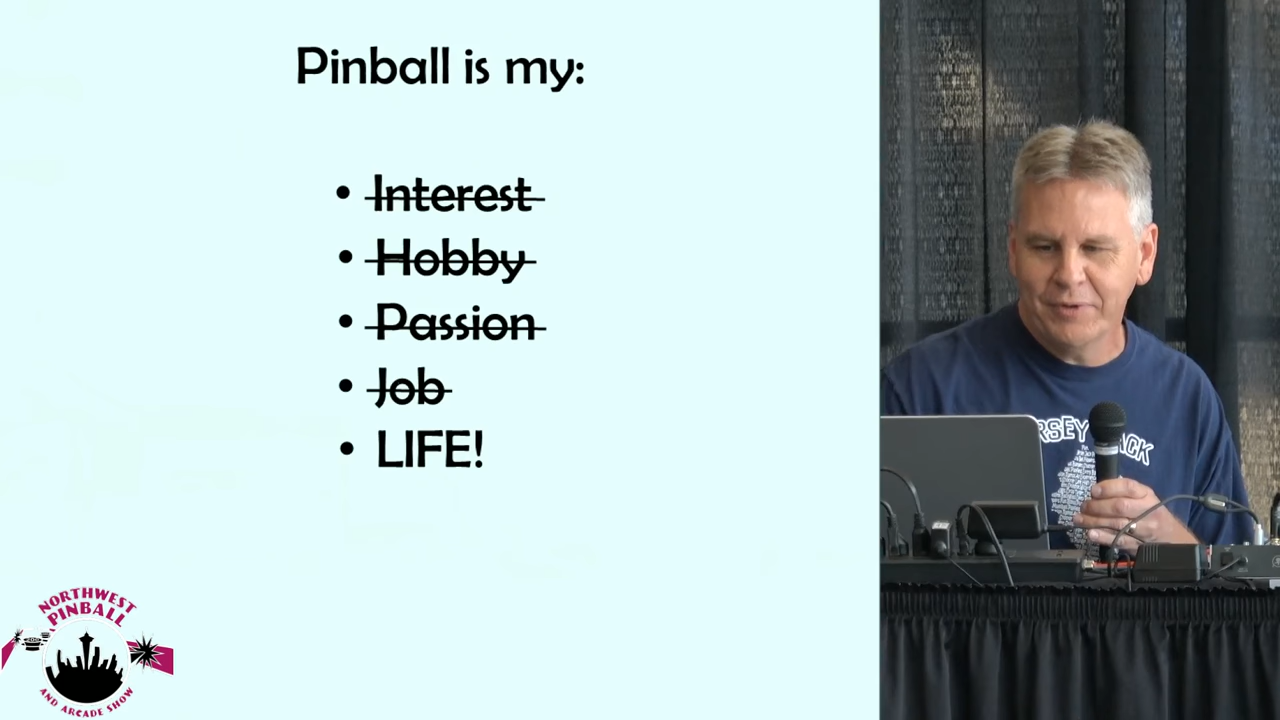 Pinball is my:
• Interest
• Hobby
• Passion
• Job
• LIFE!
NORTHWEST
PINBALL
AND ARCADE SHOW